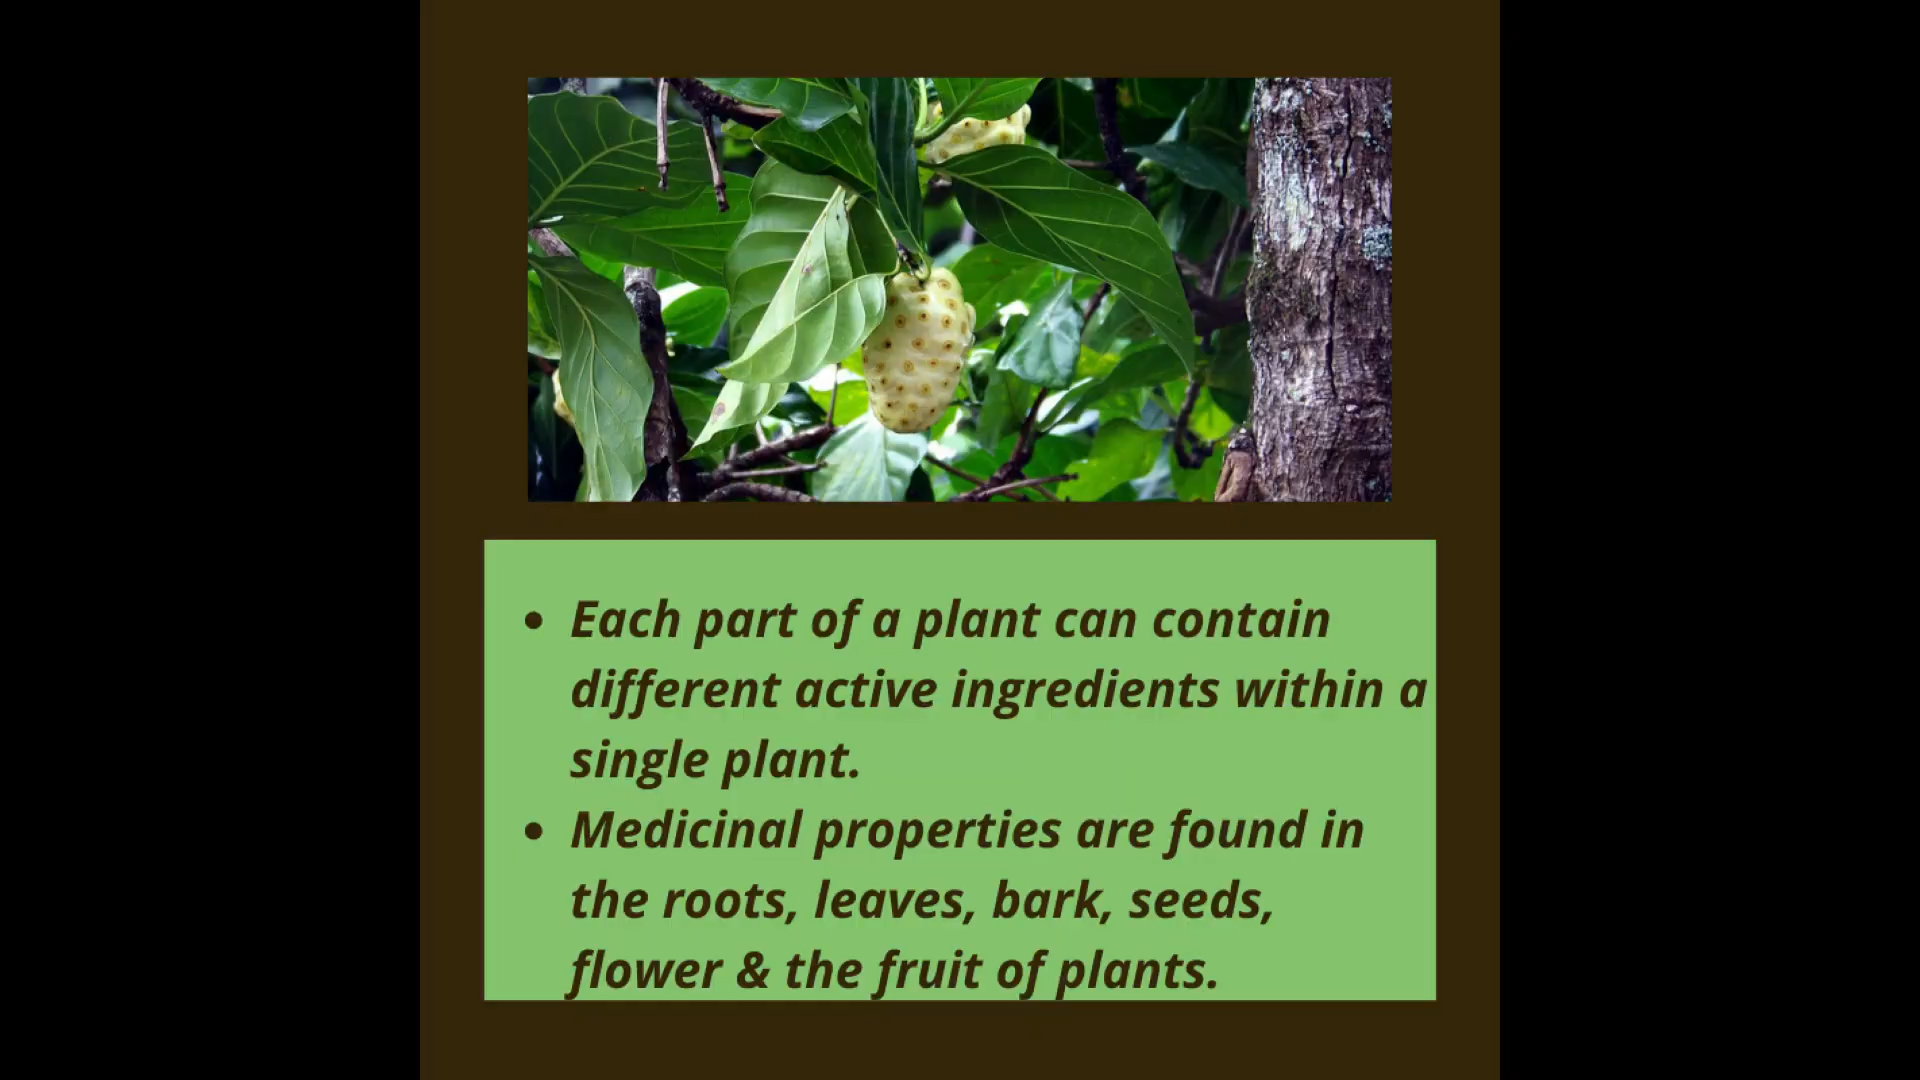 • Each part of a plant can contain
different active ingredients within a
single plant.
• Medicinal properties are found in
the roots, leaves, bark, seeds,
flower & the fruit of plants.